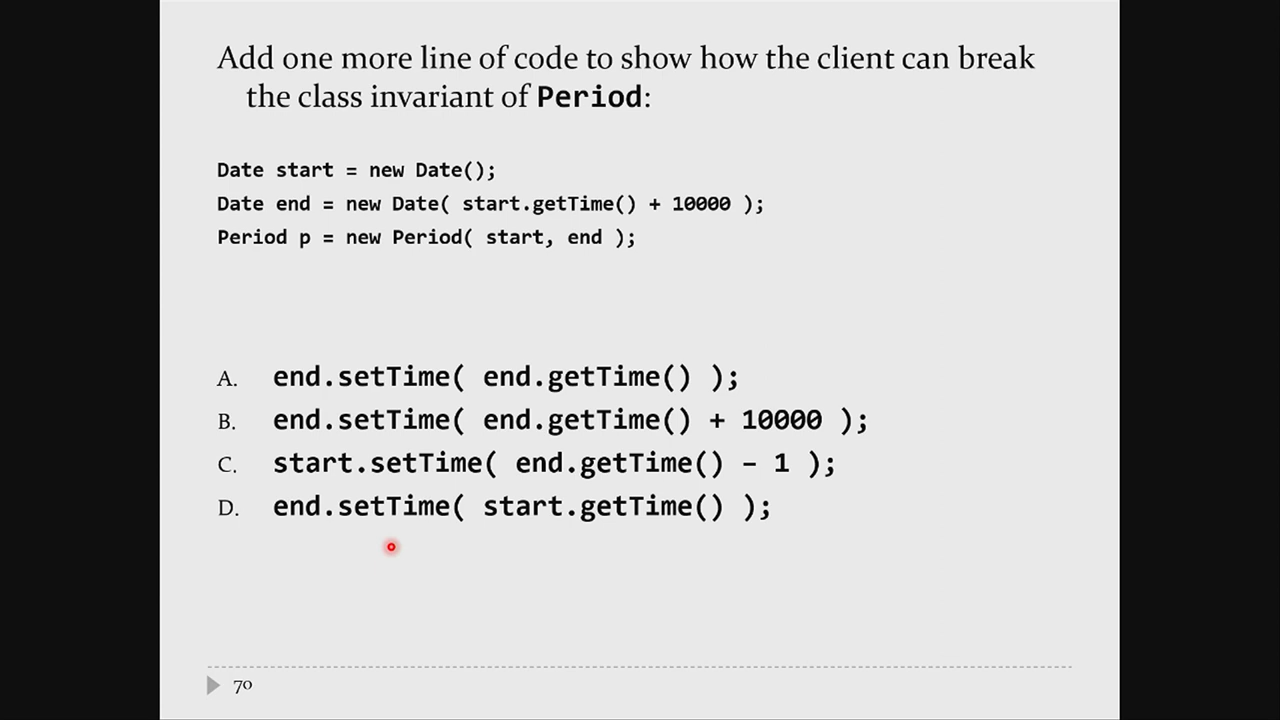 Add one more line of code to show how the client can break
the class invariant of Period:
Date start = new Date();
Date end = new Date( start.getTime() + 10000 );
Period p = new Period( start, end );
A. end.setTime( end.getTime() );
B. end.setTime( end.getTime() + 10000 );
C. start.setTime( end.getTime() – 1 );
D. end.setTime( start.getTime() );
70